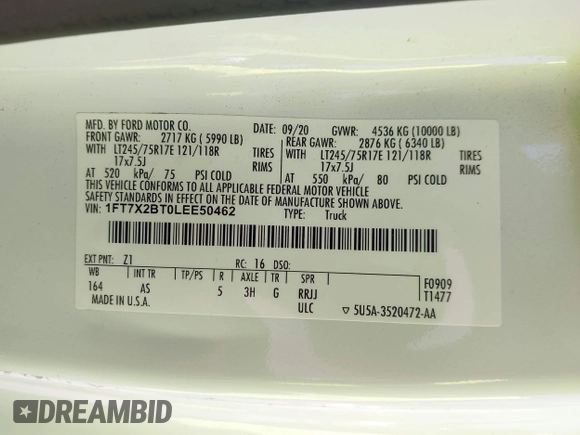 MFD. BY FORD MOTOR CO.
09/20 GVWR: 4536 KG (10000 LB)
FRONT GAWR: 2717 KG ( 5990 LB) REAR GAWR: 2876 KG ( 6340 LB)
WITH LT245/75R17E 121/118R TIRES WITH LT245/75R17E 121/118R TIRES
17x7.5J RIMS 17x7.5J RIMS
AT 520 kPa/ 75 PSI COLD AT 550 kPa/ 80 PSI COLD
THIS VEHICLE CONFORMS TO ALL APPLICABLE FEDERAL MOTOR VEHICLE
SAFETY STANDARDS IN EFFECT ON THE DATE OF MANUFACTURE SHOWN ABOVE.
VIN: 1FT7X2BT0LEE50462 TYPE: Truck
EXT PNT: Z1 RC: 16 DSO:
WB INT TR TP/PS R AXLE TR SPR F0909
164 AS 5 3H G RRJJ T1477
ULC
MADE IN U.S.A. ▽ 5U5A-3520472-AA
DREAMBID